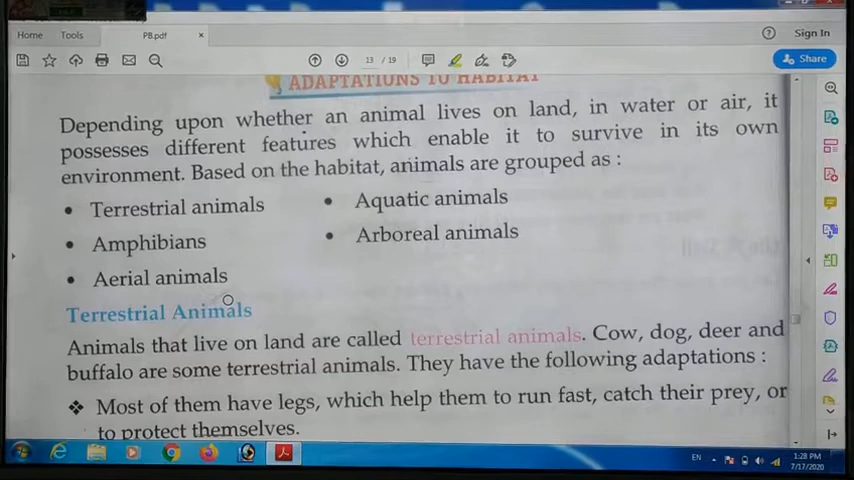 Home Tools PB.pdf × Sign In
13 / 19 Share
ADAPTATIONS TO HABITAT
Depending upon whether an animal lives on land, in water or air, it
possesses different features which enable it to survive in its own
environment. Based on the habitat, animals are grouped as :
• Terrestrial animals • Aquatic animals
• Amphibians • Arboreal animals
• Aerial animals
Terrestrial Animals
Animals that live on land are called terrestrial animals. Cow, dog, deer and
buffalo are some terrestrial animals. They have the following adaptations :
❖ Most of them have legs, which help them to run fast, catch their prey, or
to protect themselves.
EN 1:28 PM
7/17/2020